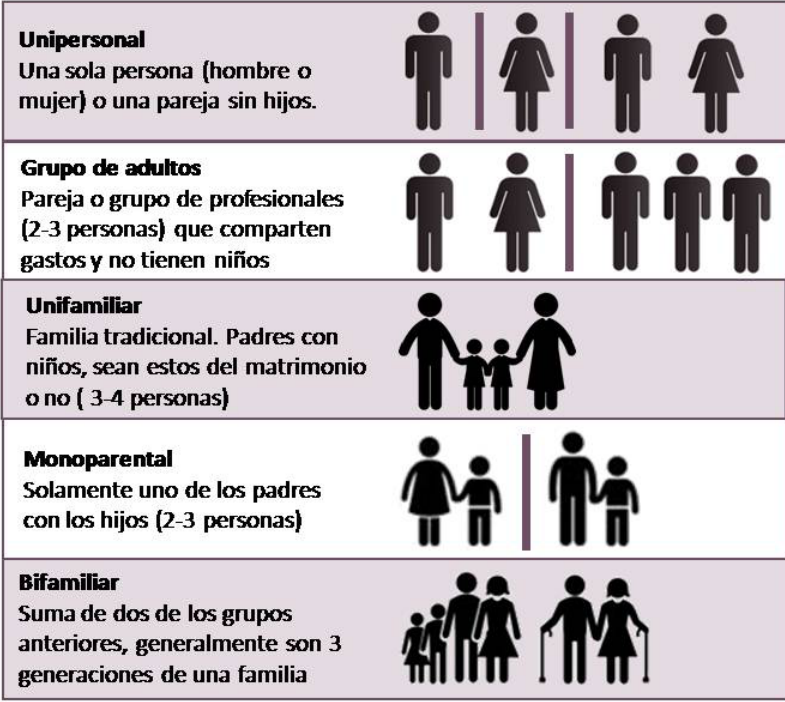 Unipersonal
Una sola persona (hombre o
mujer) o una pareja sin hijos.
Grupo de adultos
Pareja o grupo de profesionales
(2-3 personas) que comparten
gastos y no tienen niños
Unifamiliar
Familia tradicional. Padres con
niños, sean estos del matrimonio
o no ( 3-4 personas)
Monoparental
Solamente uno de los padres
con los hijos (2-3 personas)
Bifamiliar
Suma de dos de los grupos
anteriores, generalmente son 3
generaciones de una familia